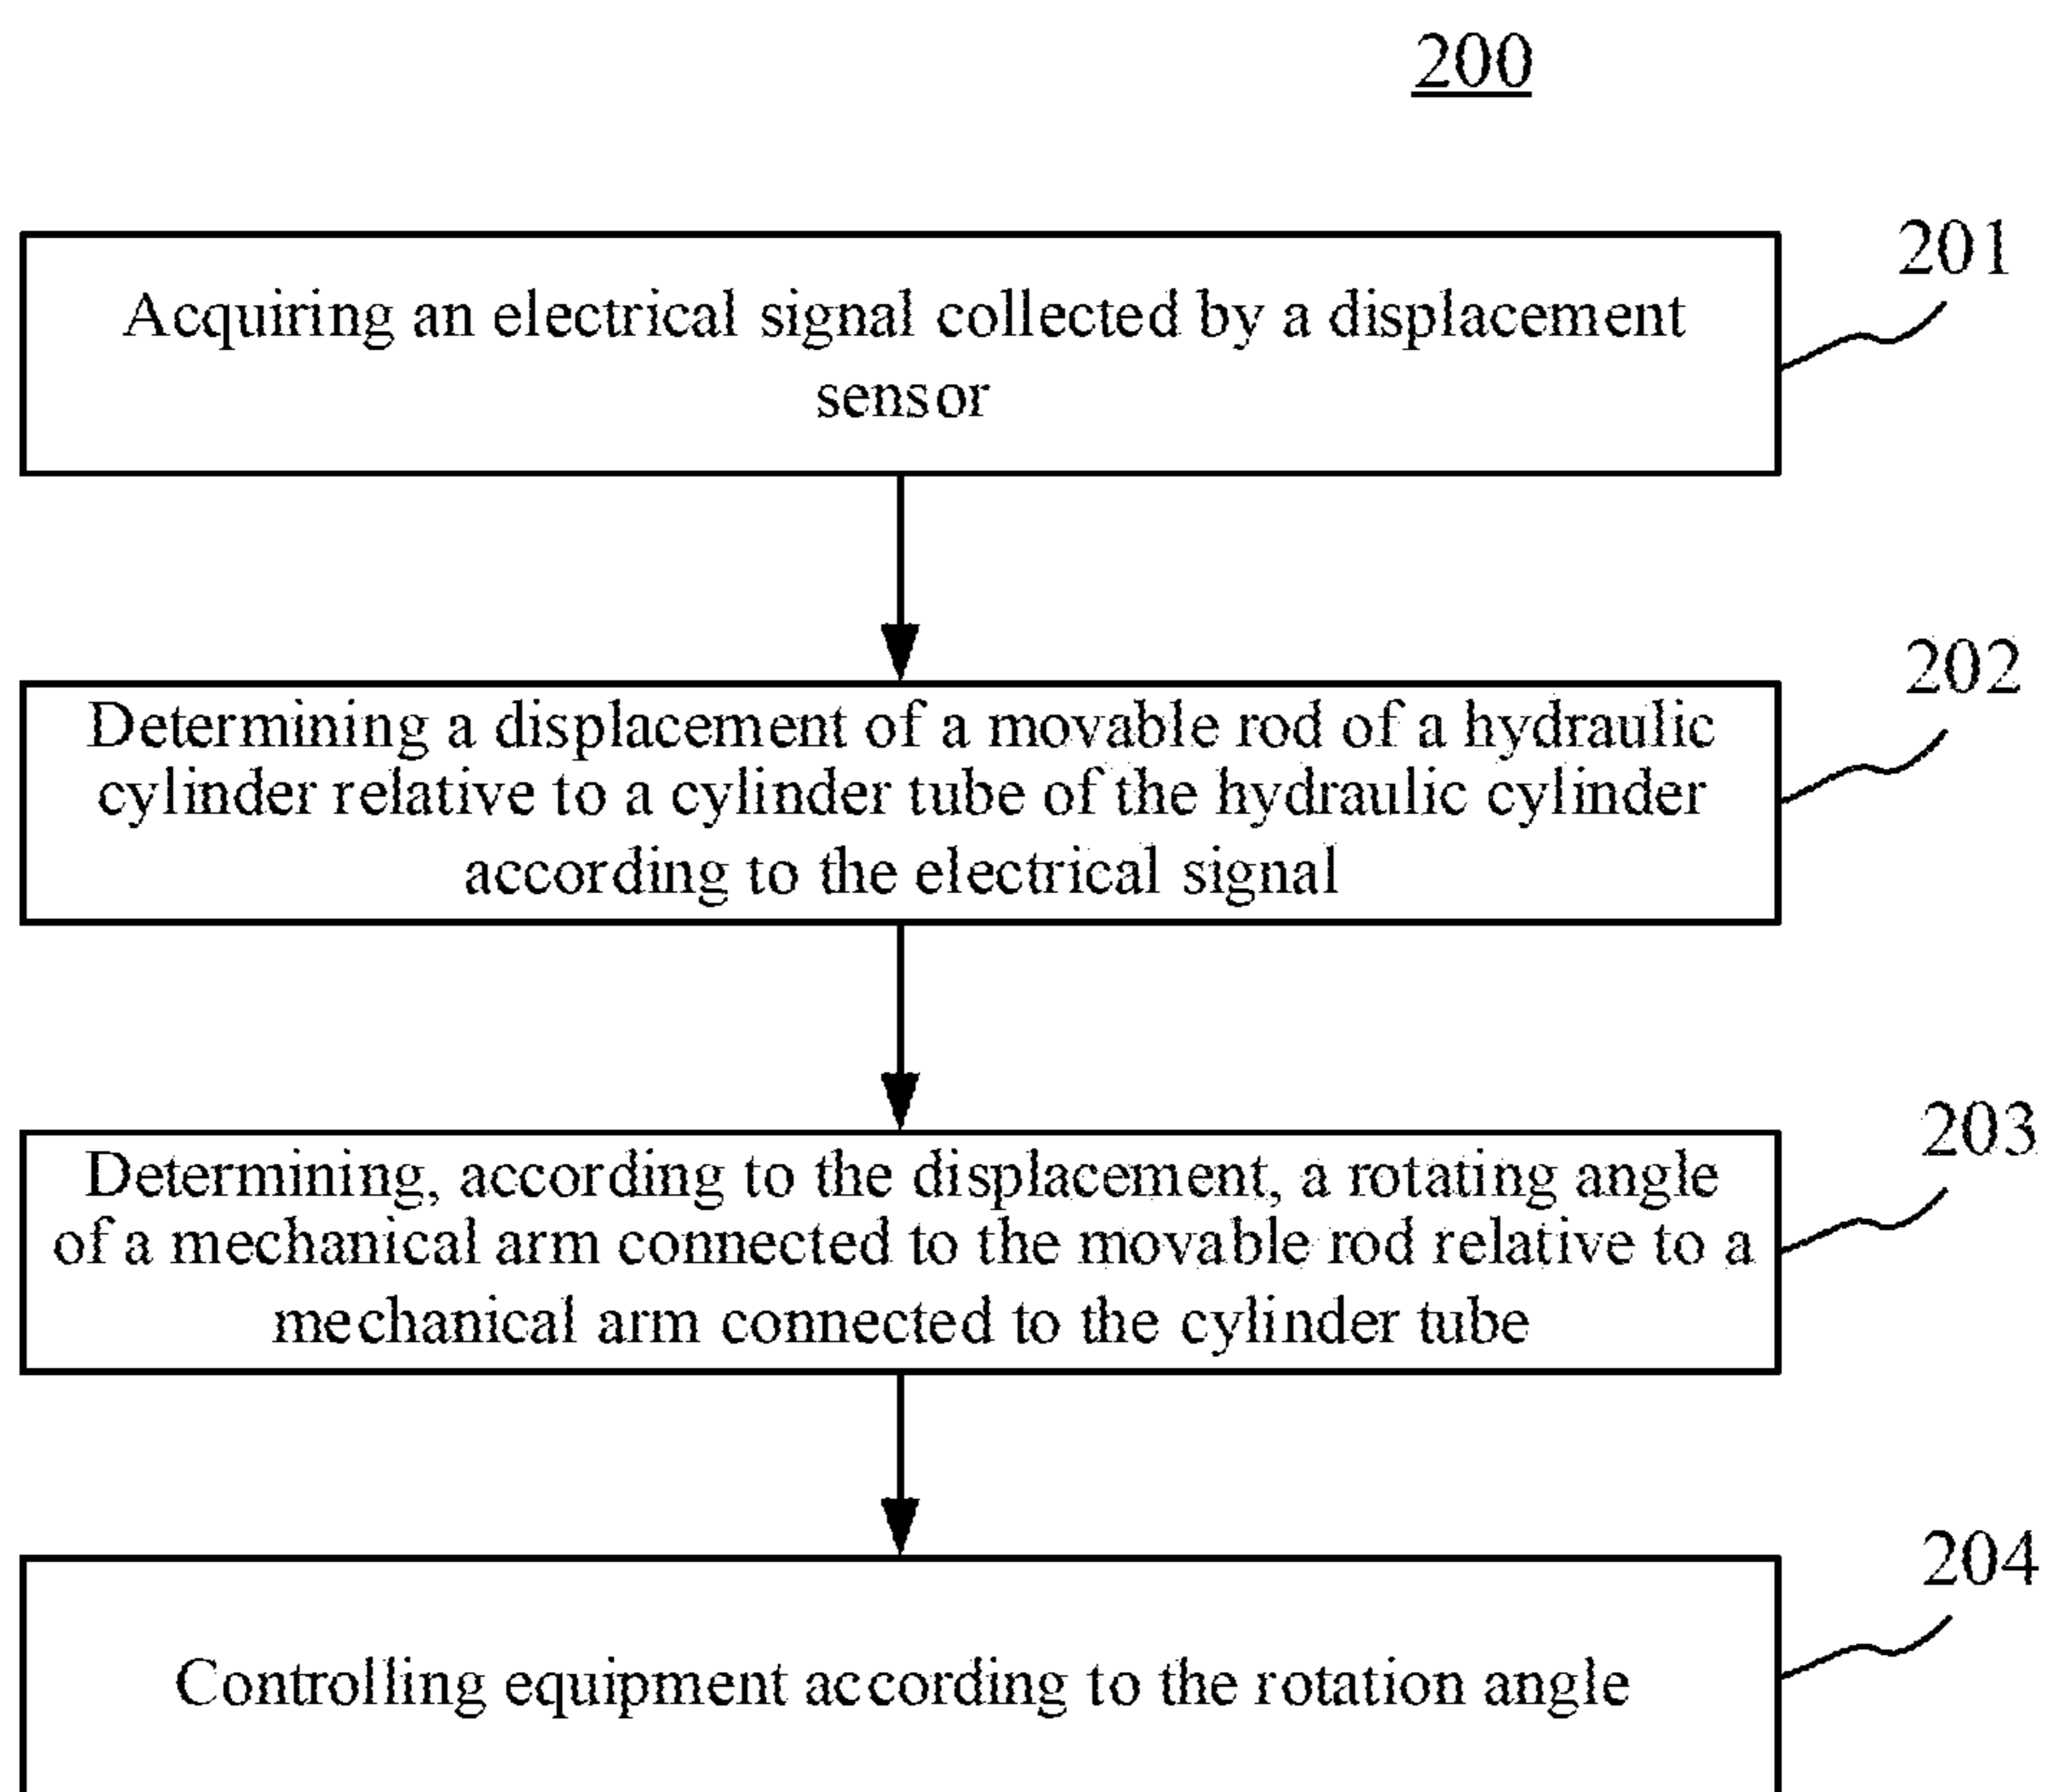 200
201
Acquiring an electrical signal collected by a displacement
sensor
202
Determining a displacement of a movable rod of a hydraulic
cylinder relative to a cylinder tube of the hydraulic cylinder
according to the electrical signal
203
Determining, according to the displacement, a rotating angle
of a mechanical arm connected to the movable rod relative to a
mechanical arm connected to the cylinder tube
204
Controlling equipment according to the rotation angle